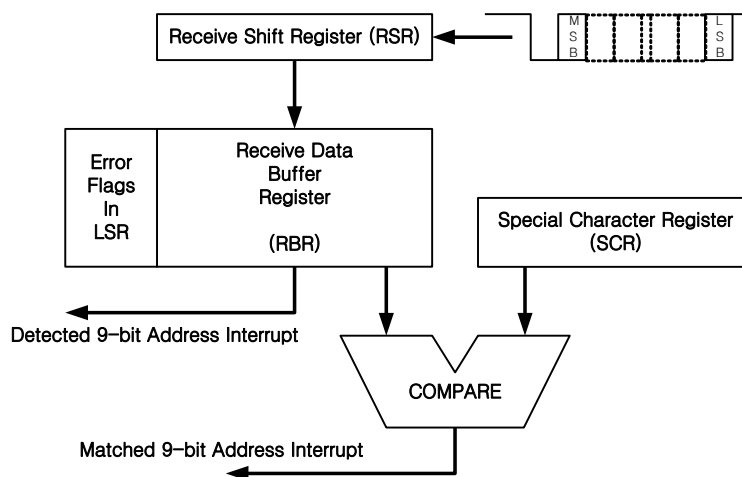 Receive Shift Register (RSR)
M
S
B
L
S
B
Error
Flags
In
LSR
Receive Data
Buffer
Register
(RBR)
Special Character Register
(SCR)
Detected 9-bit Address Interrupt
COMPARE
Matched 9-bit Address Interrupt